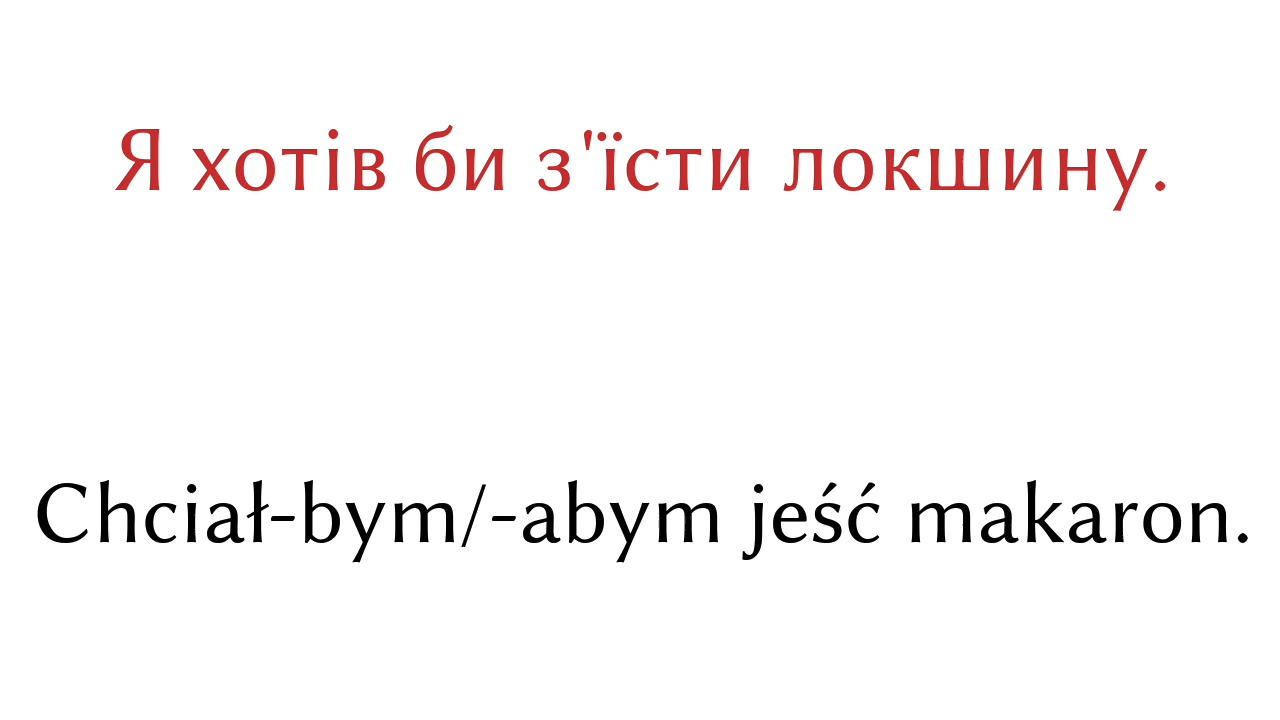 Я хотів би з'їсти локшину.
Chciał-bym/-abym jeść makaron.